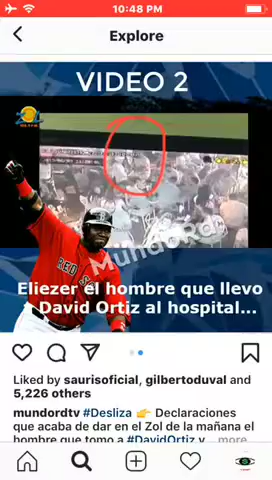 10:48 PM
Explore
VIDEO 2
MundoRdtv
RED S
Eliezer el hombre que llevo
a David Ortiz al hospital...
Liked by saurisoficial, gilbertoduval and
5,226 others
mundordtv #Desliza 👉 Declaraciones
que acaba de dar en el Zol de la mañana el
hombre que tomo a #DavidOrtiz y ... more